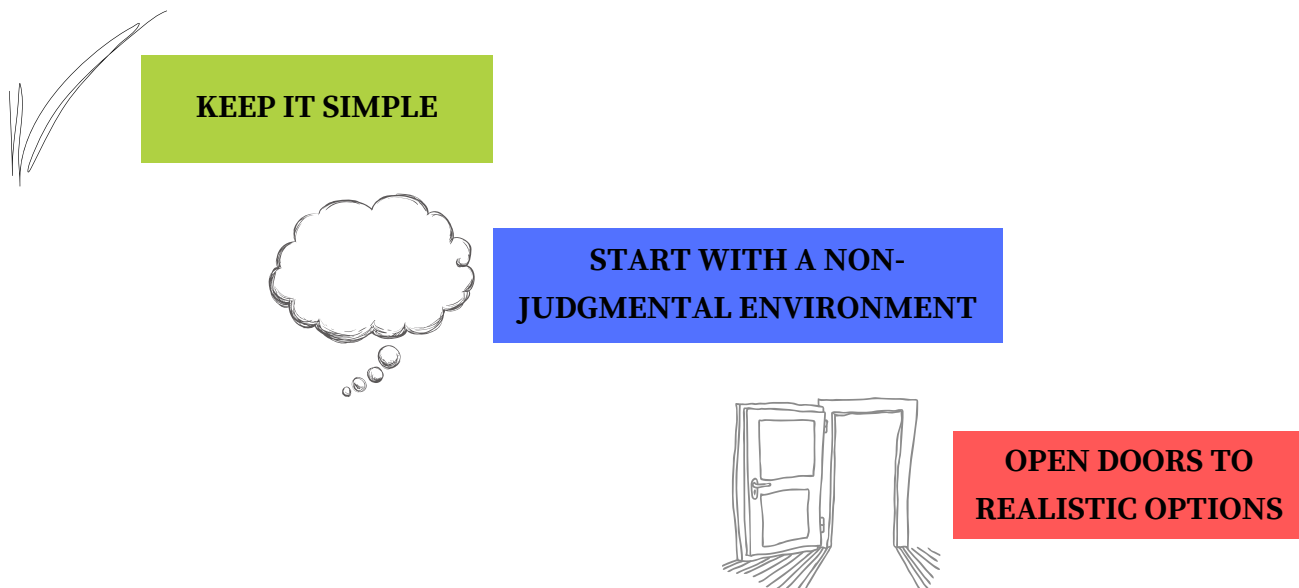 KEEP IT SIMPLE
START WITH A NON-
JUDGMENTAL ENVIRONMENT
OPEN DOORS TO
REALISTIC OPTIONS